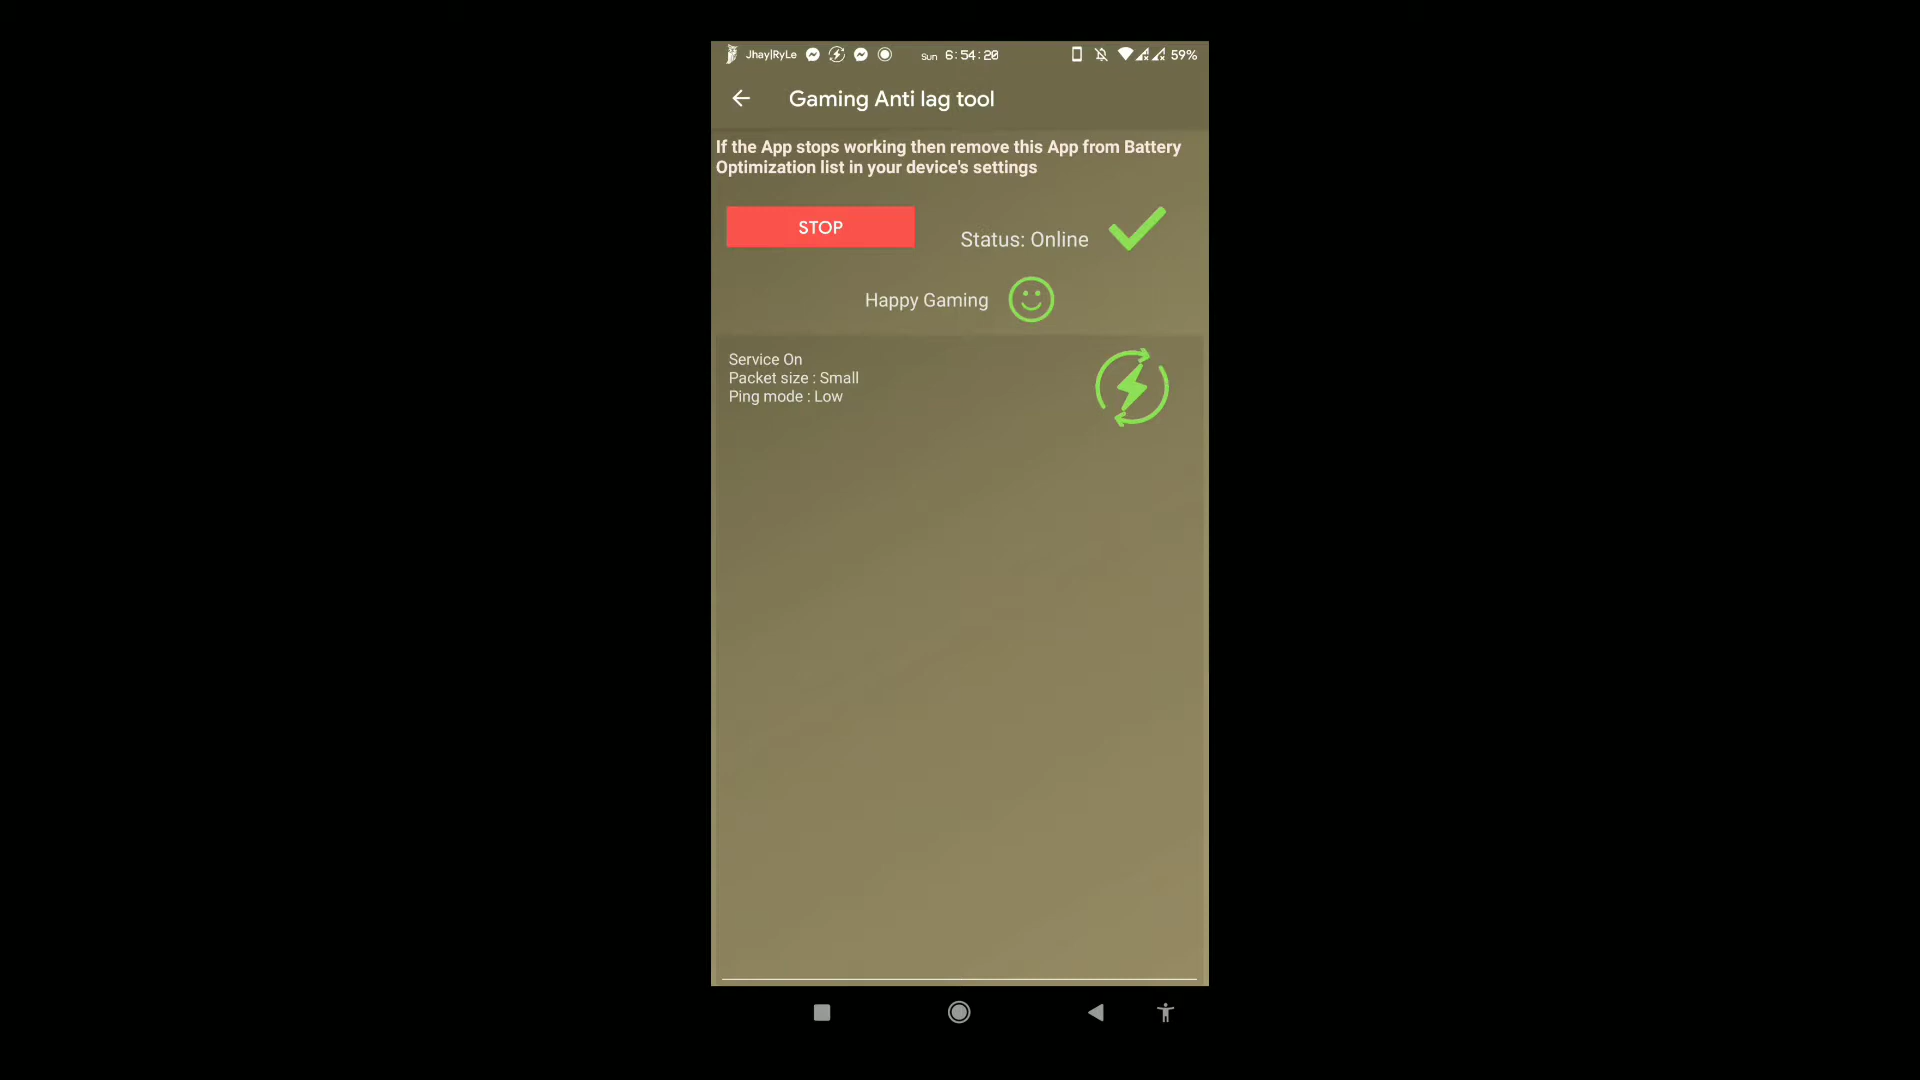 Jhay|RyLe Sun 6:54:20 59%
Gaming Anti lag tool
If the App stops working then remove this App from Battery
Optimization list in your device's settings
STOP
Status: Online
Happy Gaming
Service On
Packet size : Small
Ping mode : Low